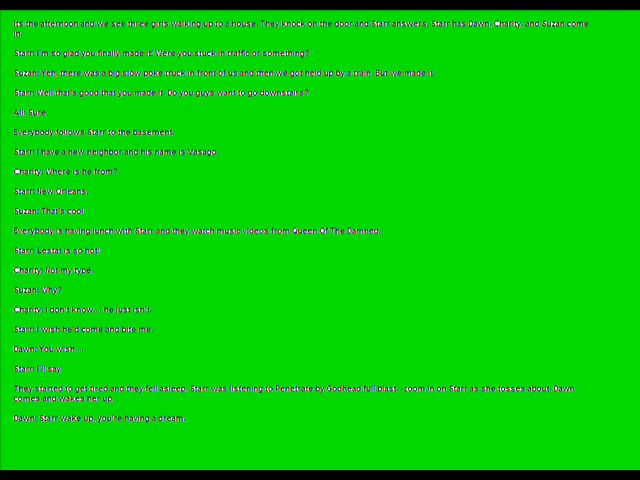 Its the afternoon and we see three girls walking up to a house. They knock on the door and Starr answers. Starr has Dawn, Charity, and Suzan come
in.
Starr: I'm so glad you finally made it! Were you stuck in traffic or something?
Suzan: Yeh, there was a big slow poke truck in front of us and then we got held up by a train. But we made it.
Starr: Well that's good that you made it. Do you guys want to go downstairs?
All: Sure
Everybody follows Starr to the basement.
Starr: I have a new neighbor and his name is Vasago.
Charity: Where is he from?
Starr: New Orleans.
Suzan: That's cool
Everybody is having lunch with Starr and they watch music videos from Queen Of The Damned.
Starr: Lestat is so hot!
Charity: Not my type.
Suzan: Why?
Charity: I don't know.... he just isn't.
Starr: I wish he'd come and bite me.
Dawn: You wish....
Starr: I'll say.
They started to get tired and they fell asleep. Starr was listening to Penetrate by Godhead full blast. zoom in on Starr as she tosses about. Dawn
comes and wakes her up.
Dawn: Starr wake up, you're having a dream.